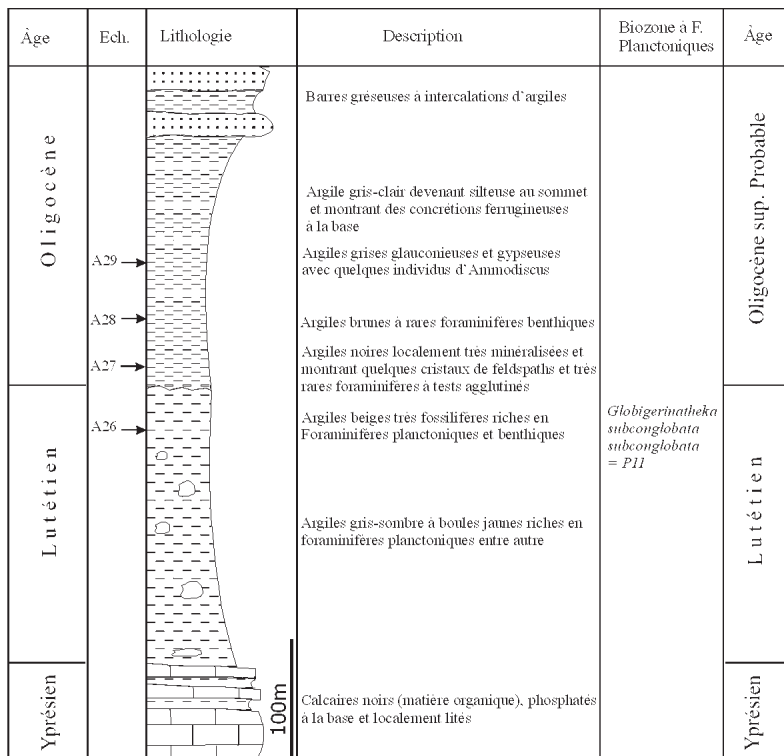 Àge
Ech.
Lithologie
Description
Biozone à F.
Planctoniques
Àge
Oligocène
Lutétien
Yprésien
A29
A28
A27
A26
100m
Barres gréseuses à intercalations d'argiles
Argile gris-clair devenant silteuse au sommet
et montrant des concrétions ferrugineuses
à la base
Argiles grises glauconieuses et gypseuses
avec quelques individus d'Ammodiscus
Argiles brunes à rares foraminifères benthiques
Argiles noires localement très minéralisées et
montrant quelques cristaux de feldspaths et très
rares foraminifères à tests agglutinés
Argiles beiges très fossilifères riches en
Foraminifères planctoniques et benthiques
Argiles gris-sombre à boules jaunes riches en
foraminifères planctoniques entre autre
Calcaires noirs (matière organique), phosphatés
à la base et localement lités
Globigerinatheka
subconglobata
subconglobata
= P11
Oligocène sup. Probable
Lutétien
Yprésien